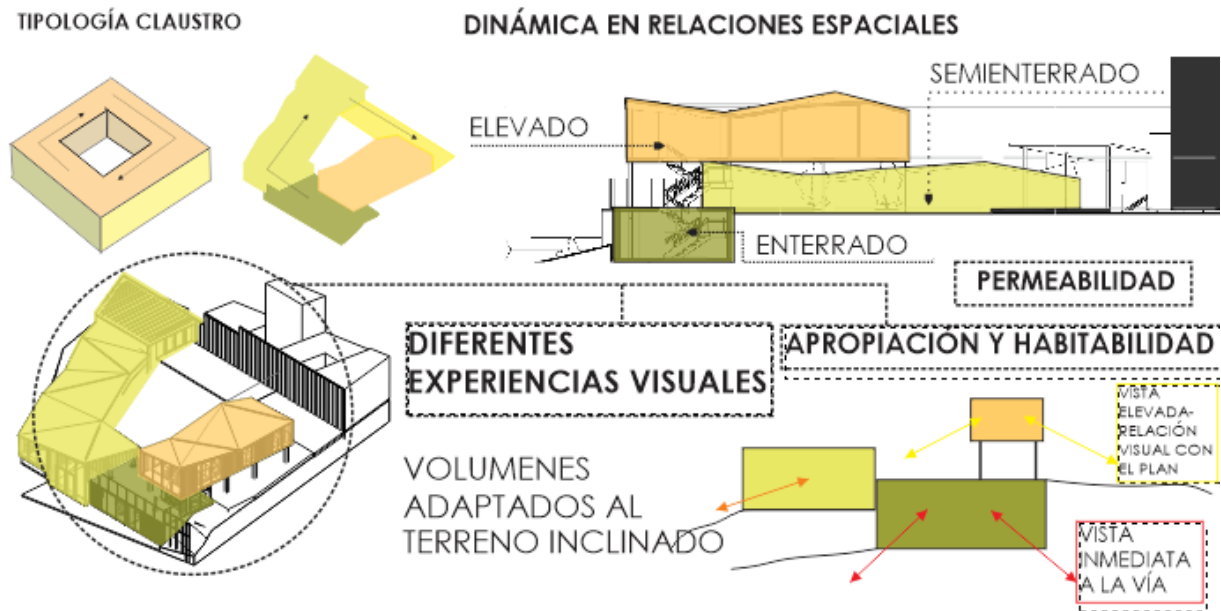 TIPOLOGÍA CLAUSTRO
DINÁMICA EN RELACIONES ESPACIALES
SEMIENTERRADO
ELEVADO
ENTERRADO
PERMEABILIDAD
DIFERENTES
EXPERIENCIAS VISUALES
APROPIACIÓN Y HABITABILIDAD
VISTA
ELEVADA-
RELACIÓN
VISUAL CON
EL PLAN
VOLUMENES
ADAPTADOS AL
TERRENO INCLINADO
VISTA
INMEDIATA
A LA VÍA